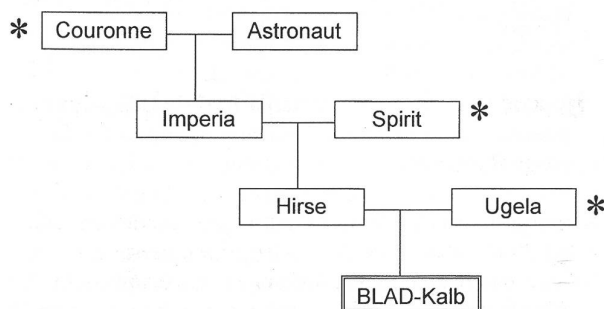 * Couronne Astronaut
Imperia Spirit *
Hirse Ugela *
BLAD-Kalb